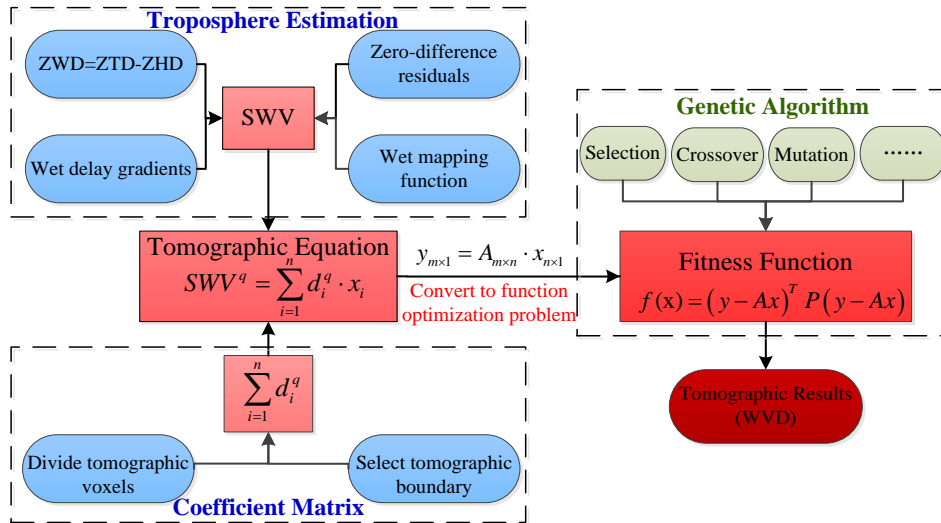 Troposphere Estimation
ZWD=ZTD-ZHD
Zero-difference
residuals
SWV
Wet delay gradients
Wet mapping
function
Genetic Algorithm
Selection
Crossover
Mutation
······
Tomographic Equation
SWV^q = \sum_{i=1}^{n} d_i^q · x_i
y_{m×1} = A_{m×n} · x_{n×1}
Convert to function
optimization problem
Fitness Function
f(x) = (y − Ax)^T P(y − Ax)
\sum_{i=1}^{n} d_i^q
Tomographic Results
(WVD)
Divide tomographic
voxels
Select tomographic
boundary
Coefficient Matrix